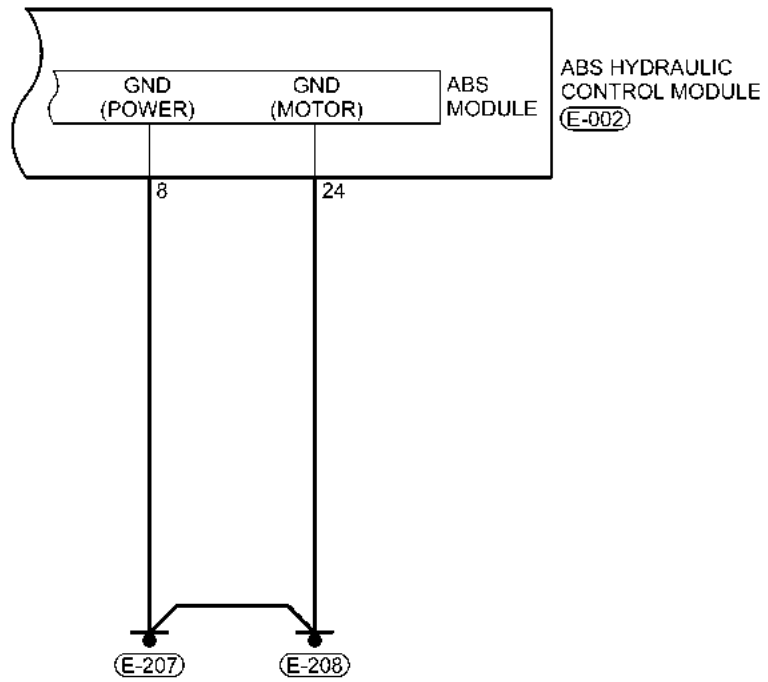 GND
(POWER)
GND
(MOTOR)
ABS
MODULE
ABS HYDRAULIC
CONTROL MODULE
E-002
8
24
E-207
E-208